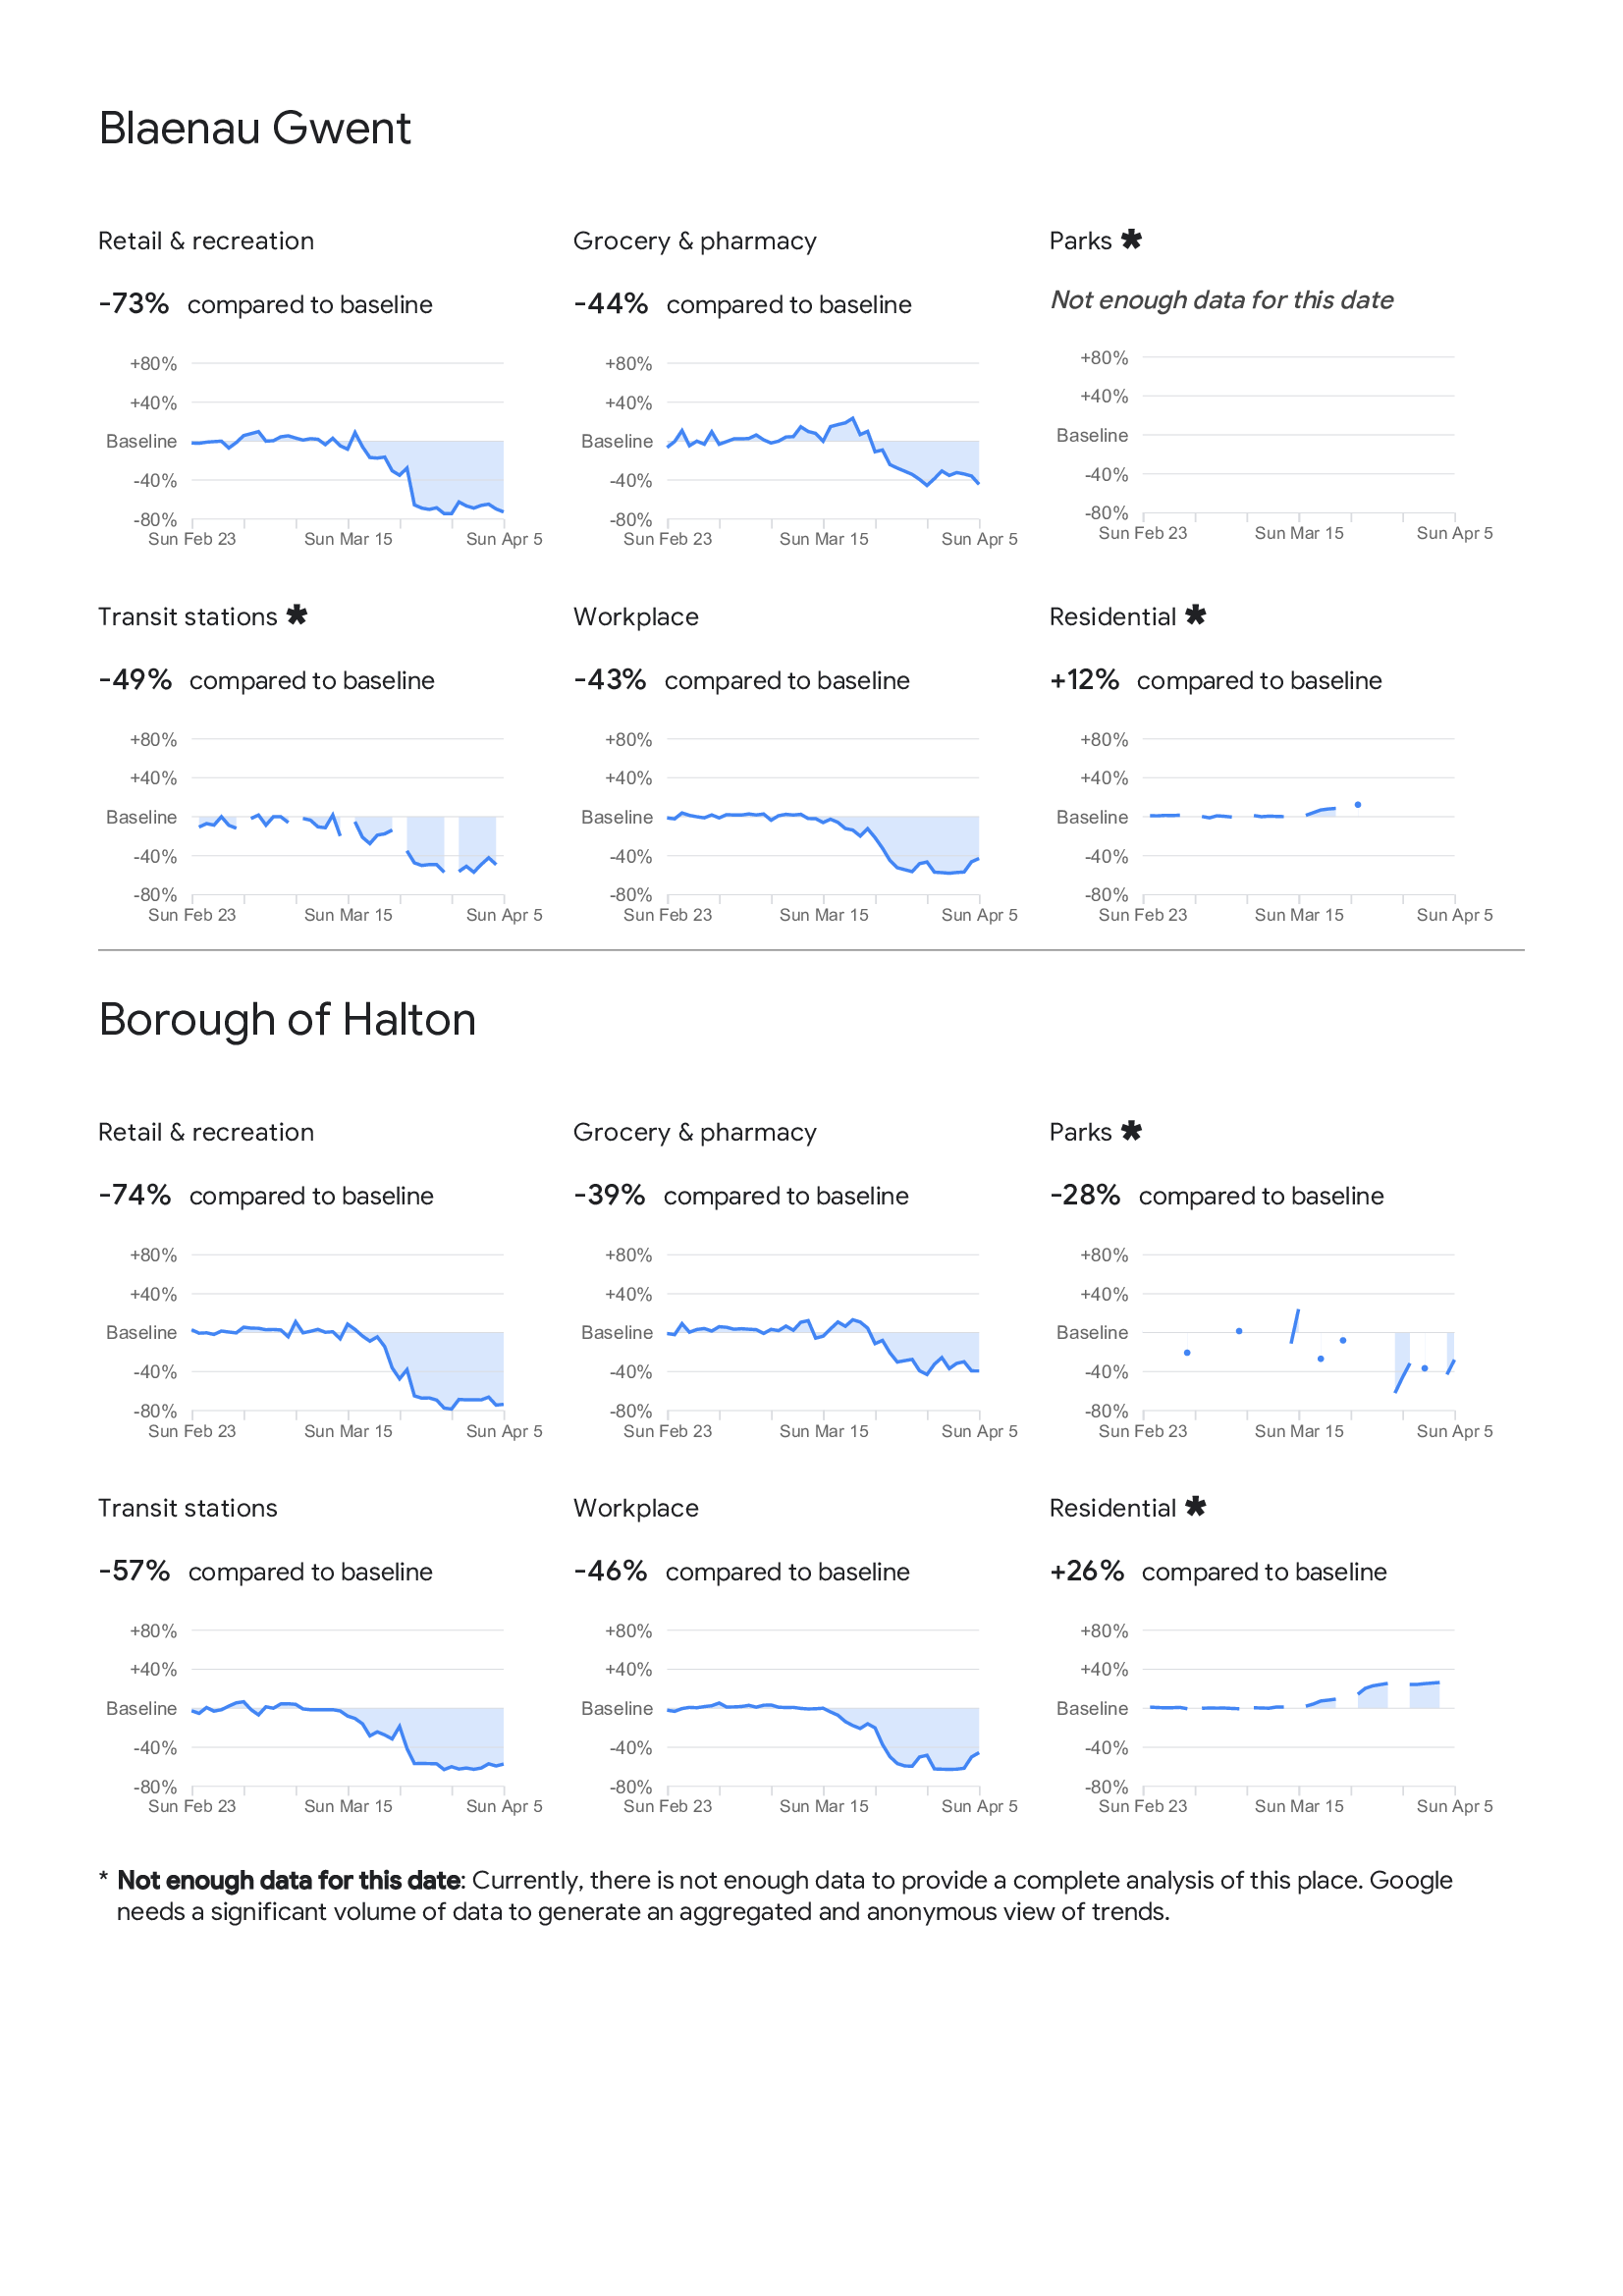 Blaenau Gwent
Retail & recreation
-73% compared to baseline
+80%
+40%
Baseline
-40%
-80%
Sun Feb 23 Sun Mar 15 Sun Apr 5
Grocery & pharmacy
-44% compared to baseline
+80%
+40%
Baseline
-40%
-80%
Sun Feb 23 Sun Mar 15 Sun Apr 5
Parks *
Not enough data for this date
+80%
+40%
Baseline
-40%
-80%
Sun Feb 23 Sun Mar 15 Sun Apr 5
Transit stations *
-49% compared to baseline
+80%
+40%
Baseline
-40%
-80%
Sun Feb 23 Sun Mar 15 Sun Apr 5
Workplace
-43% compared to baseline
+80%
+40%
Baseline
-40%
-80%
Sun Feb 23 Sun Mar 15 Sun Apr 5
Residential *
+12% compared to baseline
+80%
+40%
Baseline
-40%
-80%
Sun Feb 23 Sun Mar 15 Sun Apr 5
Borough of Halton
Retail & recreation
-74% compared to baseline
+80%
+40%
Baseline
-40%
-80%
Sun Feb 23 Sun Mar 15 Sun Apr 5
Grocery & pharmacy
-39% compared to baseline
+80%
+40%
Baseline
-40%
-80%
Sun Feb 23 Sun Mar 15 Sun Apr 5
Parks *
-28% compared to baseline
+80%
+40%
Baseline
-40%
-80%
Sun Feb 23 Sun Mar 15 Sun Apr 5
Transit stations
-57% compared to baseline
+80%
+40%
Baseline
-40%
-80%
Sun Feb 23 Sun Mar 15 Sun Apr 5
Workplace
-46% compared to baseline
+80%
+40%
Baseline
-40%
-80%
Sun Feb 23 Sun Mar 15 Sun Apr 5
Residential *
+26% compared to baseline
+80%
+40%
Baseline
-40%
-80%
Sun Feb 23 Sun Mar 15 Sun Apr 5
* Not enough data for this date: Currently, there is not enough data to provide a complete analysis of this place. Google
needs a significant volume of data to generate an aggregated and anonymous view of trends.